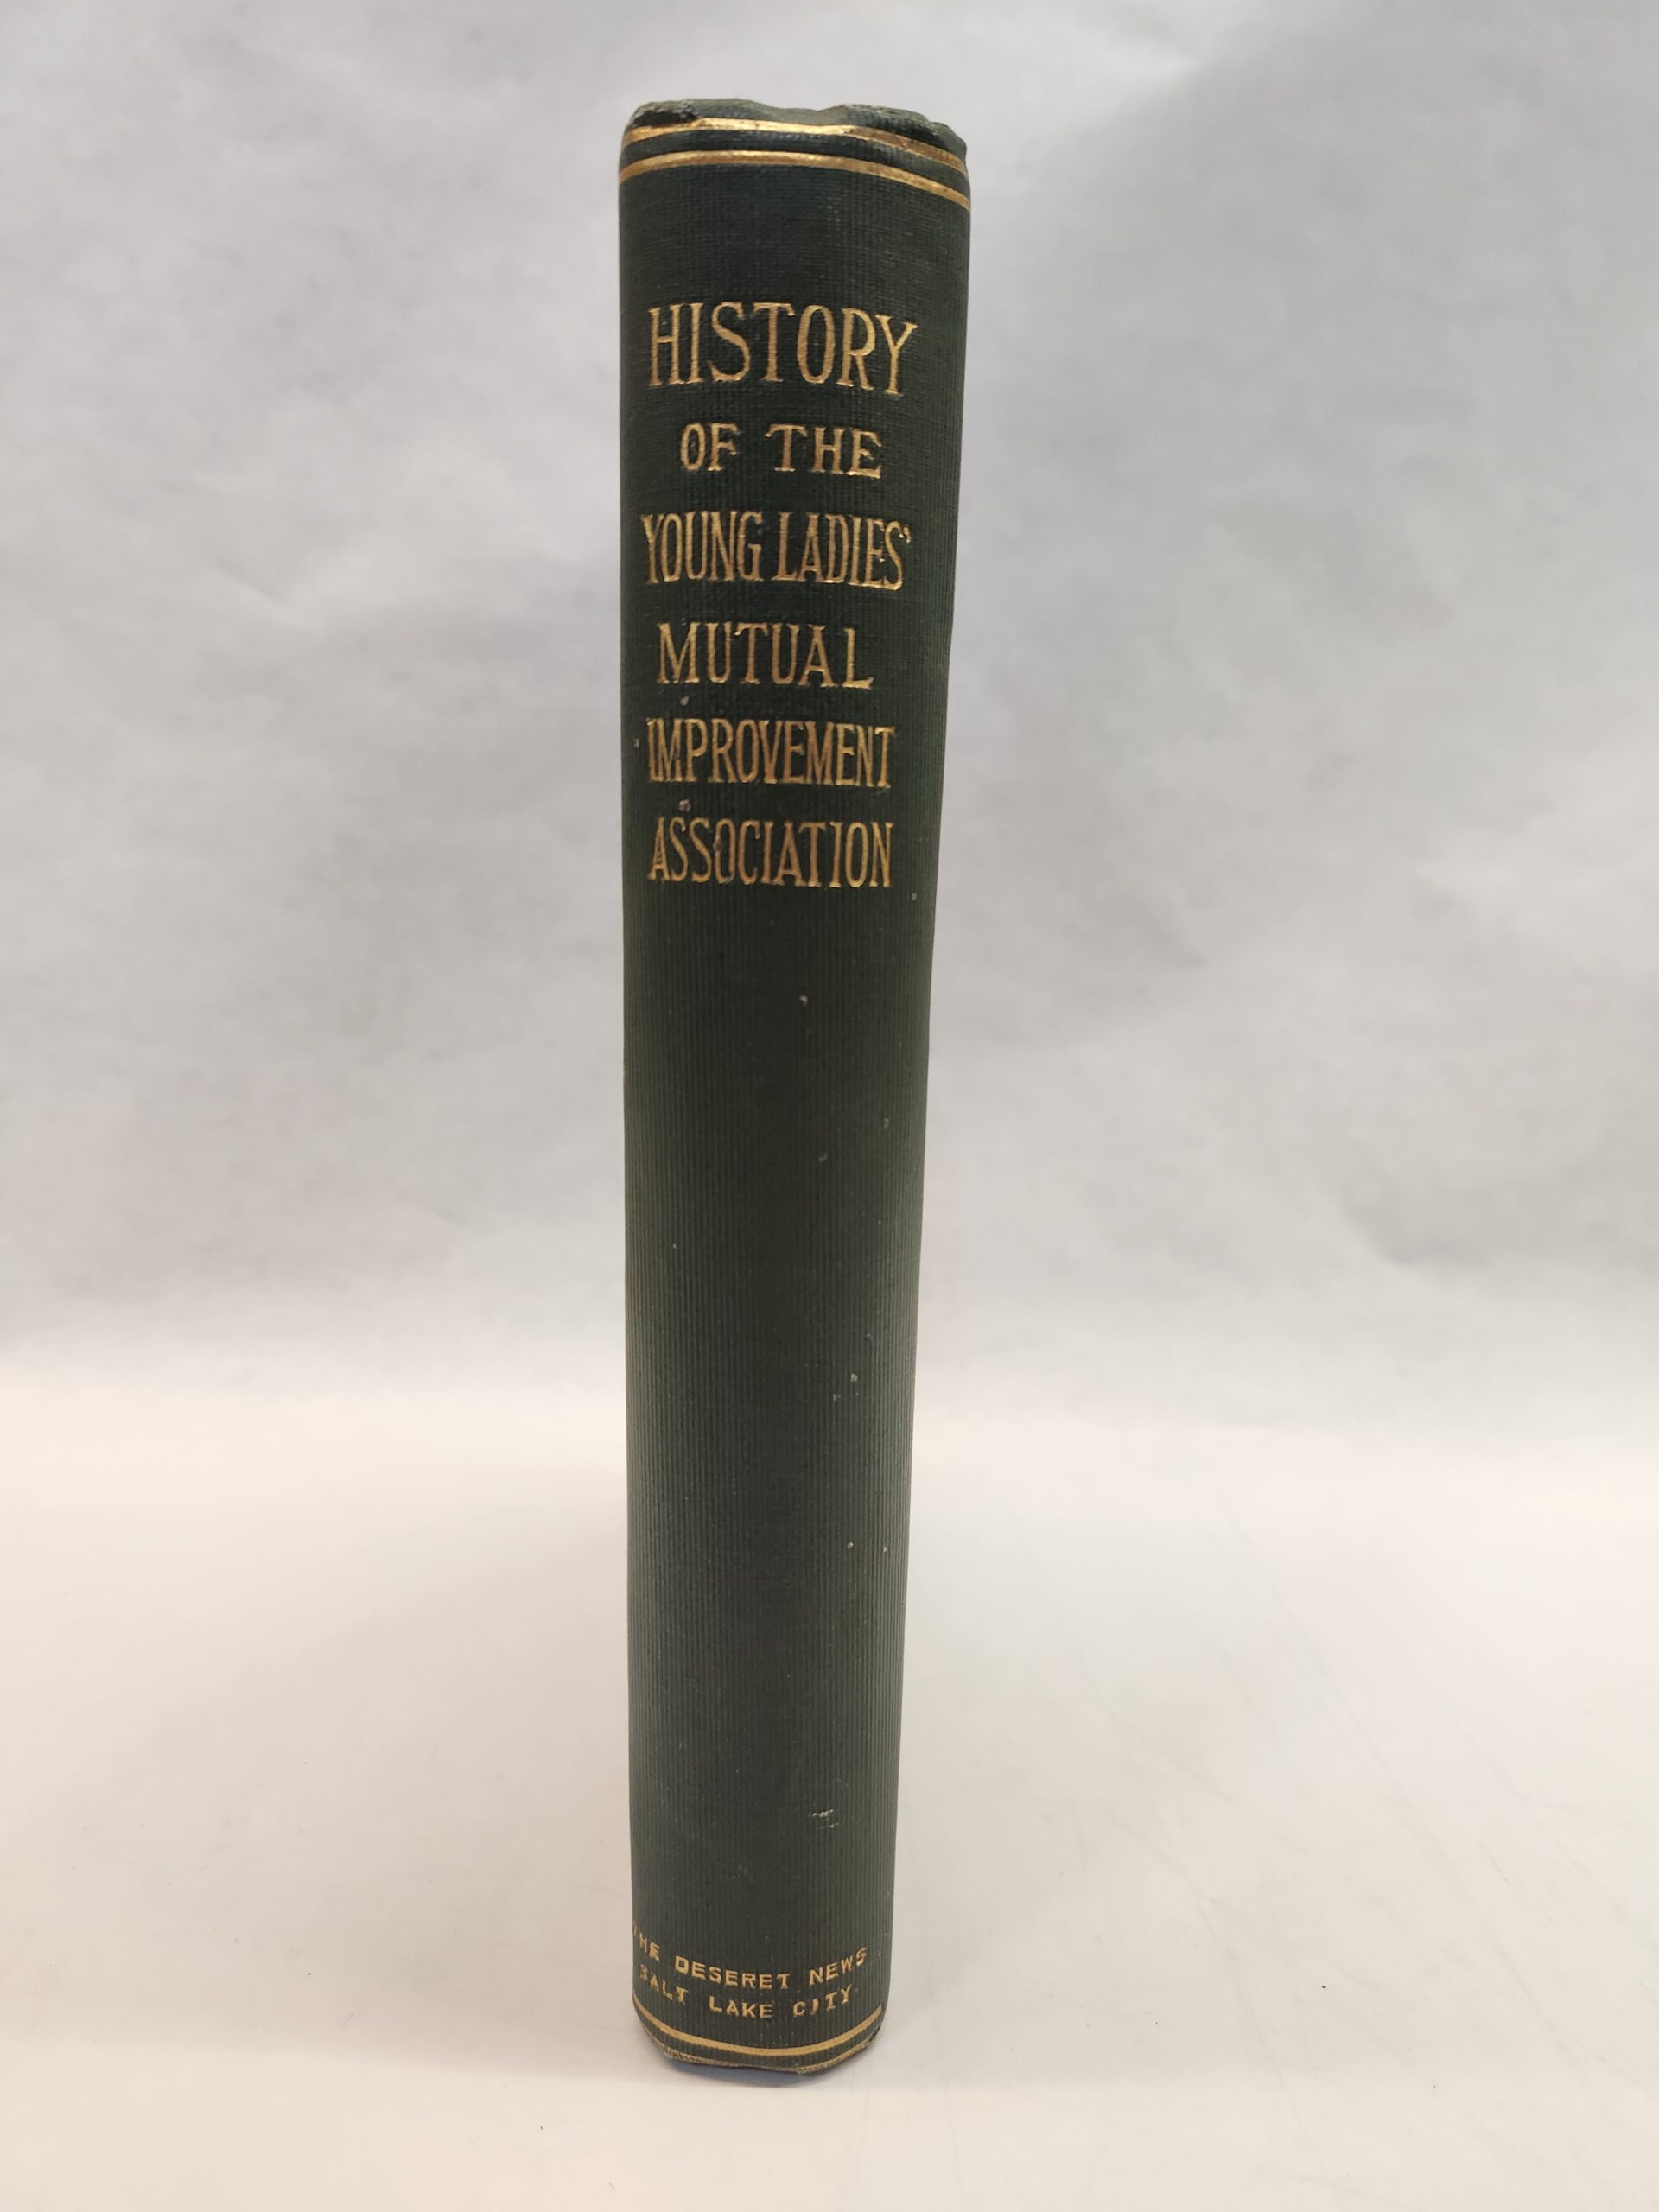 HISTORY
OF THE
YOUNG LADIES'
MUTUAL
IMPROVEMENT
ASSOCIATION
THE DESERET NEWS
SALT LAKE CITY